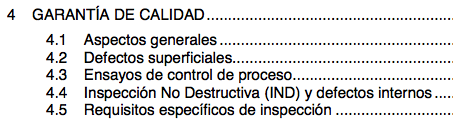 4 GARANTÍA DE CALIDAD........................................
4.1 Aspectos generales.....................................
4.2 Defectos superficiales...................................
4.3 Ensayos de control de proceso.........................
4.4 Inspección No Destructiva (IND) y defectos internos.....
4.5 Requisitos específicos de inspección ...................